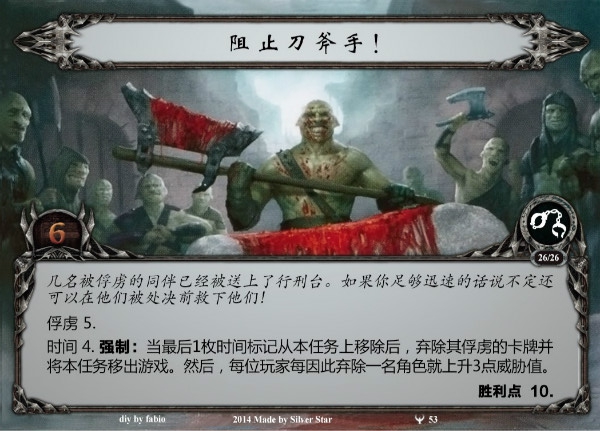 阻止刀斧手！
6
26/26
几名被俘虏的同伴已经被送上了行刑台。如果你足够迅速的话说不定还
可以在他们被处决前救下他们！
俘虏 5.
时间 4. 强制：当最后1枚时间标记从本任务上移除后，弃除其俘虏的卡牌并
将本任务移出游戏。然后，每位玩家每因此弃除一名角色就上升3点威胁值。
胜利点 10.
diy by fabio 2014 Made by Silver Star 53